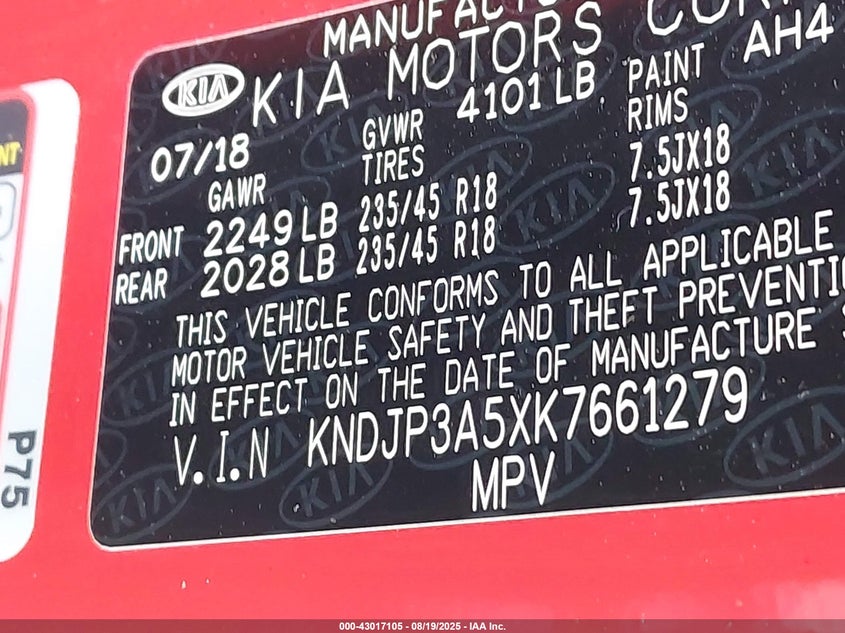 MANUFACTU
KIA KIA MOTORS COR
07/18 GVWR 4101 LB PAINT AH4
GAWR TIRES RIMS
FRONT 2249 LB 235/45 R18 7.5JX18
REAR 2028 LB 235/45 R18 7.5JX18
THIS VEHICLE CONFORMS TO ALL APPLICABLE
MOTOR VEHICLE SAFETY AND THEFT PREVENTI
IN EFFECT ON THE DATE OF MANUFACTURE
V.I.N KNDJP3A5XK7661279
MPV
P75
000-43017105 - 08/19/2025 - IAA Inc.